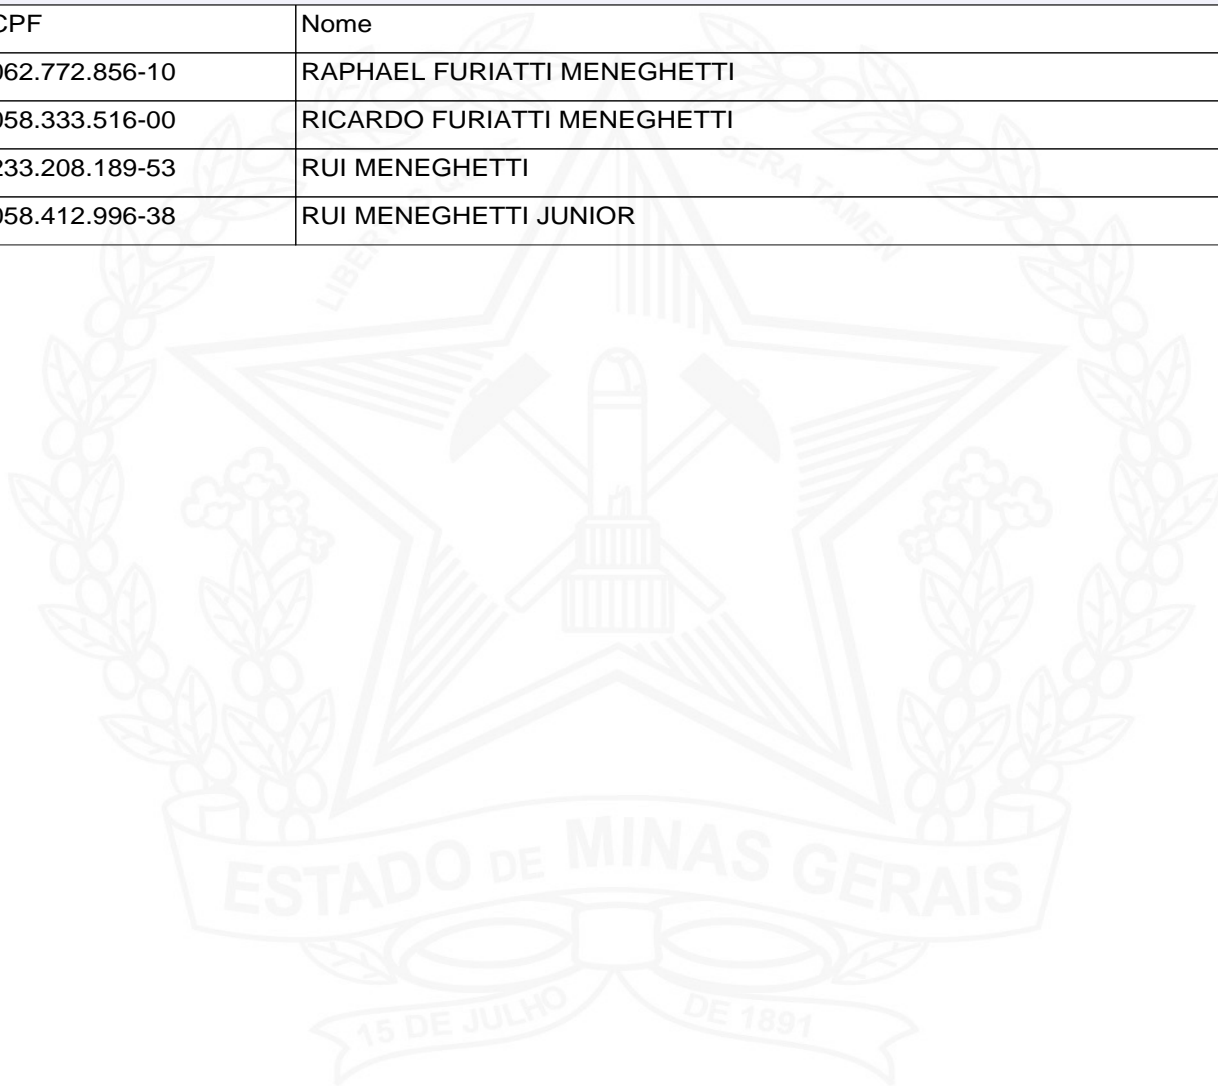 CPF Nome
062.772.856-10 RAPHAEL FURIATTI MENEGHETTI
058.333.516-00 RICARDO FURIATTI MENEGHETTI
233.208.189-53 RUI MENEGHETTI
058.412.996-38 RUI MENEGHETTI JUNIOR
LIBERTAS QUAE SERA TAMEN
ESTADO DE MINAS GERAIS
15 DE JULHO DE 1891